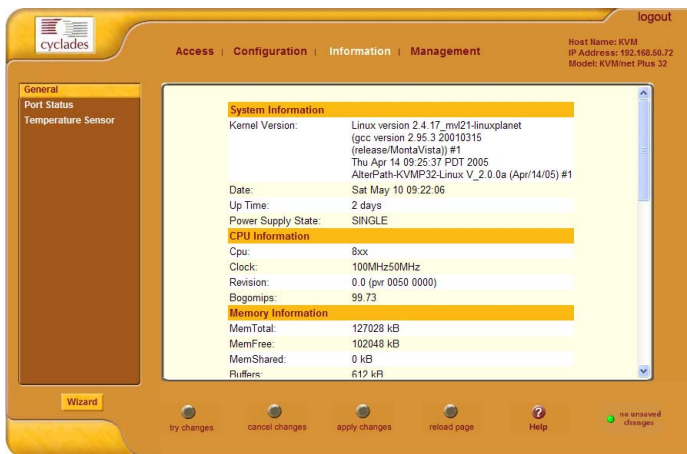 logout
cyclades
Access | Configuration | Information | Management
Host Name: KVM
IP Address: 192.168.50.72
Model: KVM/net Plus 32
General
Port Status
Temperature Sensor
System Information
Kernel Version: Linux version 2.4.17_mvl21-linuxplanet
(gcc version 2.95.3 20010315
(release/MontaVista)) #1
Thu Apr 14 09:25:37 PDT 2005
AlterPath-KVMP32-Linux V_2.0.0a (Apr/14/05) #1
Date: Sat May 10 09:22:06
Up Time: 2 days
Power Supply State: SINGLE
CPU Information
Cpu: 8xx
Clock: 100MHz50MHz
Revision: 0.0 (pvr 0050 0000)
Bogomips: 99.73
Memory Information
MemTotal: 127028 kB
MemFree: 102048 kB
MemShared: 0 kB
Buffers: 612 kB
Wizard
try changes
cancel changes
apply changes
reload page
? Help
no unsaved
changes